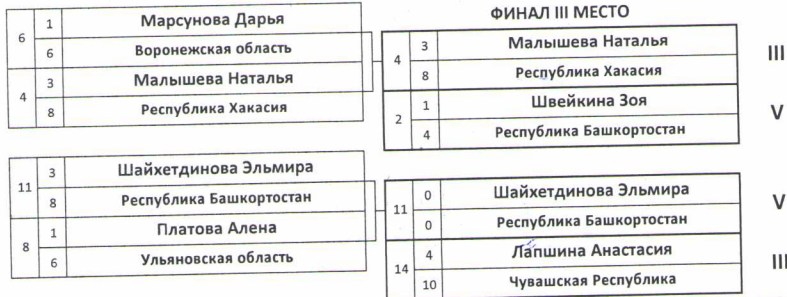 6 1 Марсунова Дарья
6 Воронежская область
4 3 Малышева Наталья
8 Республика Хакасия
ФИНАЛ III МЕСТО
4 3 Малышева Наталья III
8 Республика Хакасия
2 1 Швейкина Зоя V
4 Республика Башкортостан
11 3 Шайхетдинова Эльмира
8 Республика Башкортостан
8 1 Платова Алена
6 Ульяновская область
11 0 Шайхетдинова Эльмира V
0 Республика Башкортостан
14 4 Лапшина Анастасия III
10 Чувашская Республика